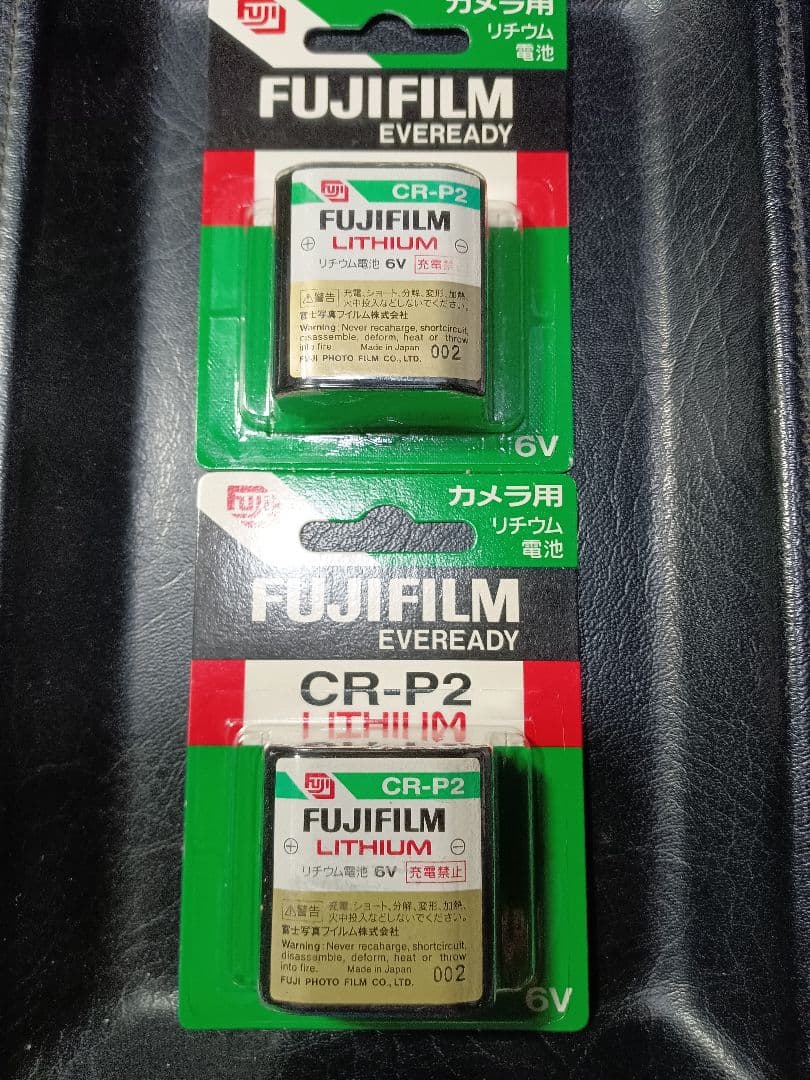 FUJI
カメラ用
リチウム
電池
FUJIFILM
EVEREADY
FUJI
CR-P2
FUJIFILM
LITHIUM
リチウム電池 6V 充電禁
警告 充電、ショート、分解、変形、加熱、
火中投入などしないでください。
富士写真フイルム株式会社
Warning: Never recaharge, shortcircuit,
disassemble, deform, heat or throw
into fire. Made in Japan 002
FUJI PHOTO FILM CO., LTD.
6V
FUJI
カメラ用
リチウム
電池
FUJIFILM
EVEREADY
CR-P2
LITHIUM
FUJI
CR-P2
FUJIFILM
+ LITHIUM −
リチウム電池 6V 充電禁止
警告 充電、ショート、分解、変形、加熱、
火中投入などしないでください。
富士写真フイルム株式会社
Warning: Never recaharge, shortcircuit,
disassemble, deform, heat or throw
into fire. Made in Japan 002
FUJI PHOTO FILM CO., LTD.
6V